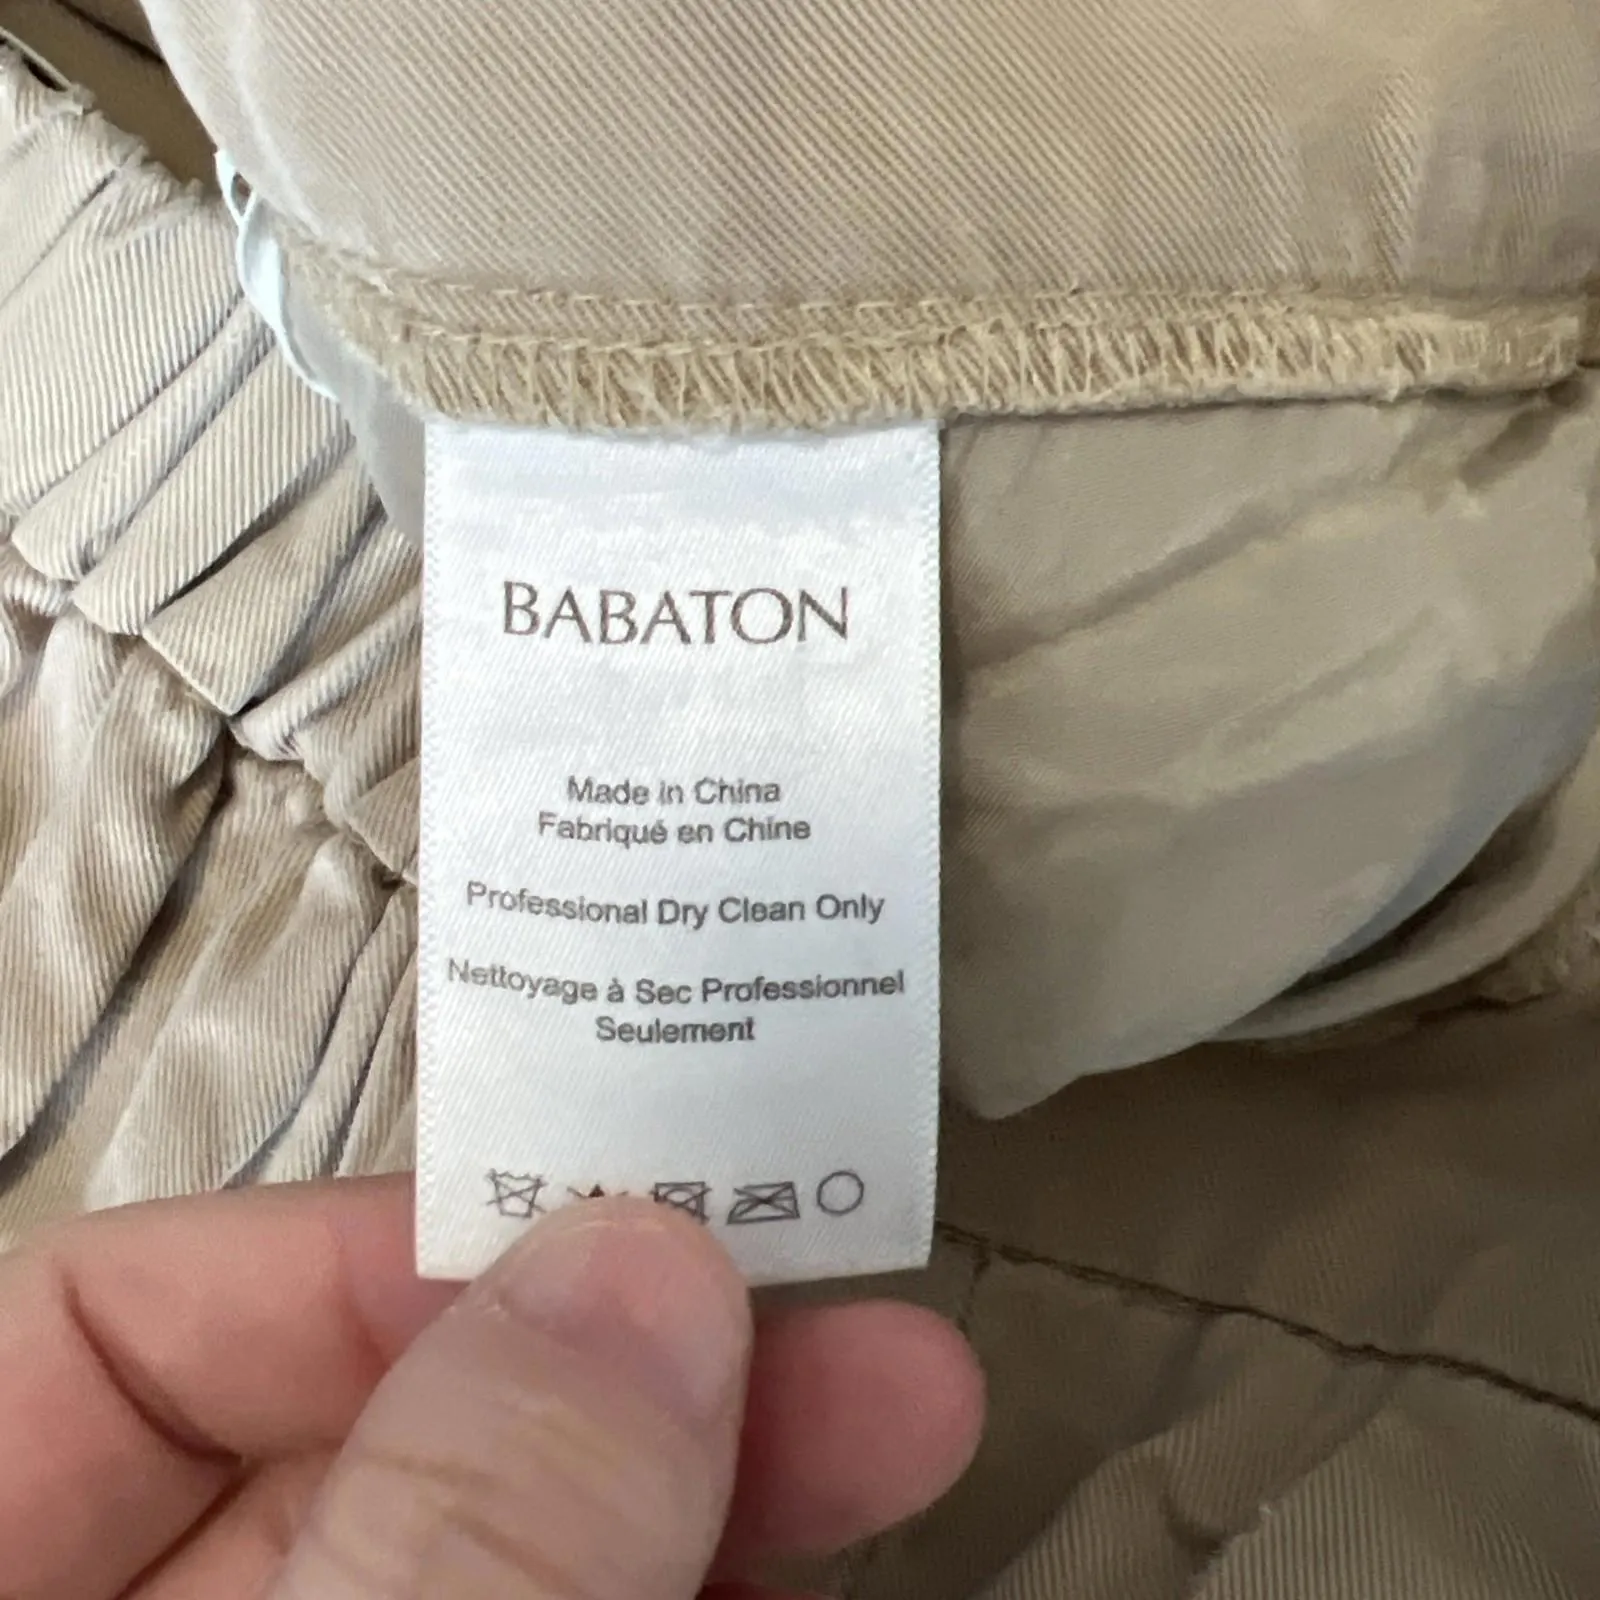 BABATON
Made in China
Fabriqué en Chine
Professional Dry Clean Only
Nettoyage à Sec Professionnel
Seulement